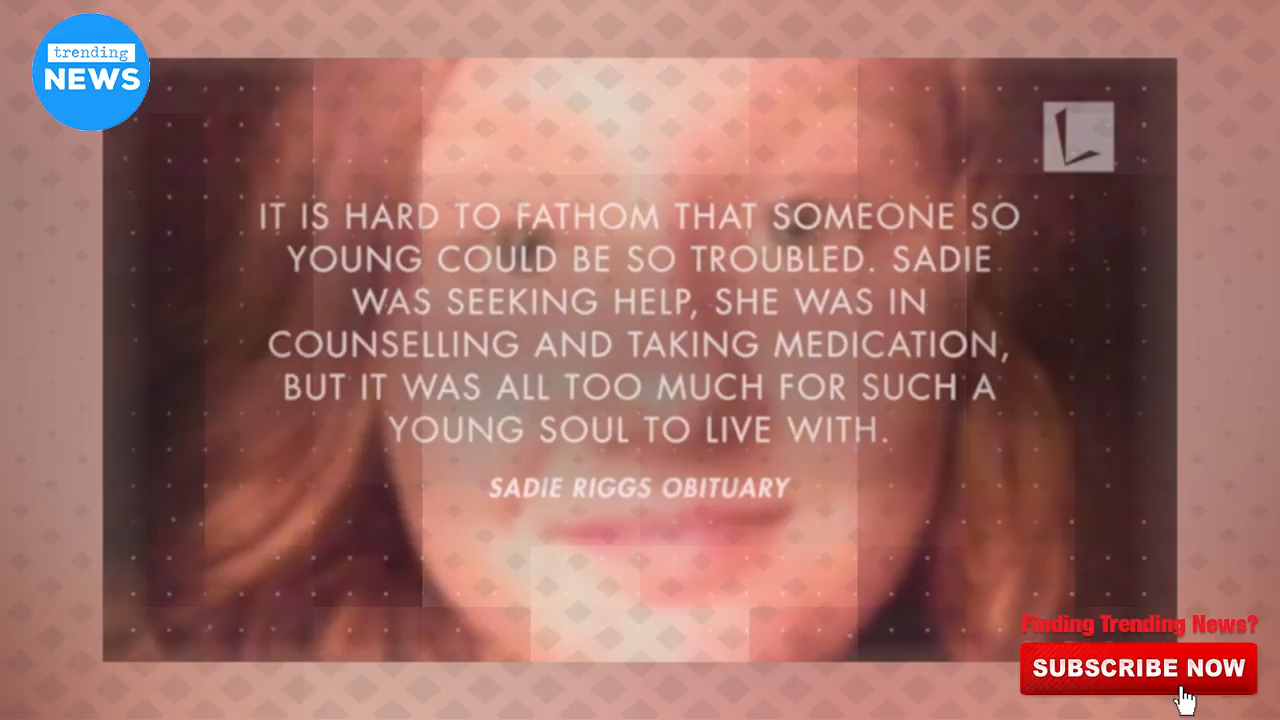 trending
NEWS
IT IS HARD TO FATHOM THAT SOMEONE SO
YOUNG COULD BE SO TROUBLED. SADIE
WAS SEEKING HELP, SHE WAS IN
COUNSELLING AND TAKING MEDICATION,
BUT IT WAS ALL TOO MUCH FOR SUCH A
YOUNG SOUL TO LIVE WITH.
SADIE RIGGS OBITUARY
Finding Trending News?
SUBSCRIBE NOW